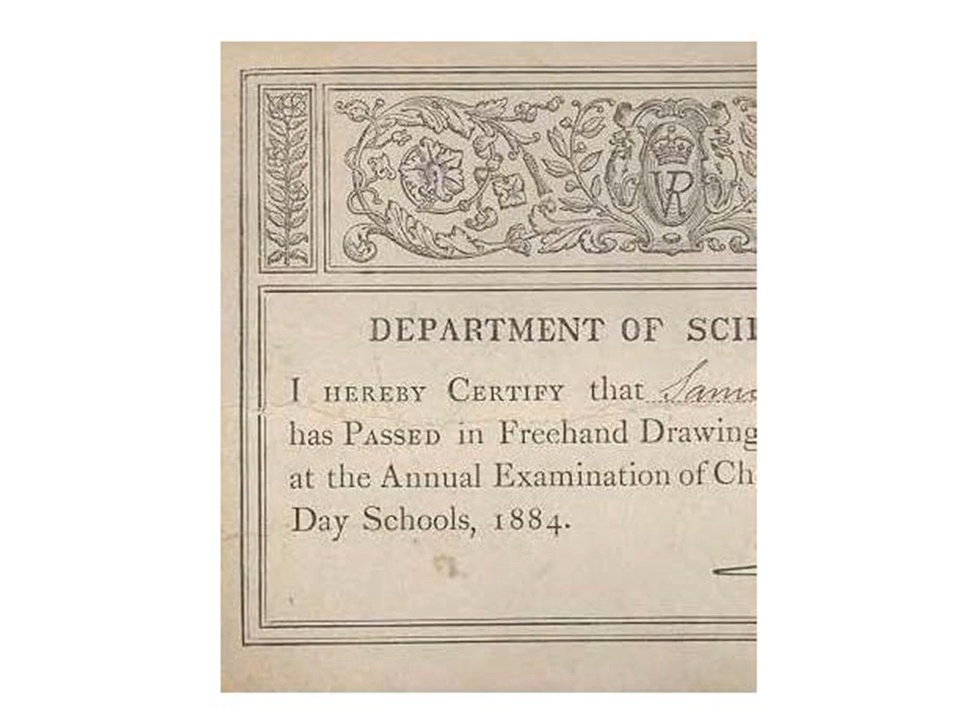 VR
DEPARTMENT OF SCI
I HEREBY CERTIFY that
has PASSED in Freehand Drawing
at the Annual Examination of Ch
Day Schools, 1884.